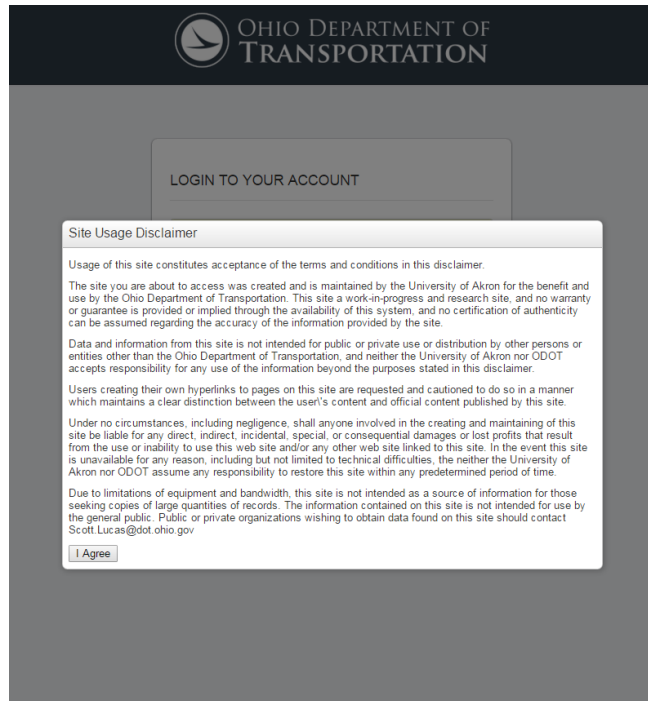 OHIO DEPARTMENT OF
TRANSPORTATION
LOGIN TO YOUR ACCOUNT
Site Usage Disclaimer
Usage of this site constitutes acceptance of the terms and conditions in this disclaimer.
The site you are about to access was created and is maintained by the University of Akron for the benefit and
use by the Ohio Department of Transportation. This site a work-in-progress and research site, and no warranty
or guarantee is provided or implied through the availability of this system, and no certification of authenticity
can be assumed regarding the accuracy of the information provided by the site.
Data and information from this site is not intended for public or private use or distribution by other persons or
entities other than the Ohio Department of Transportation, and neither the University of Akron nor ODOT
accepts responsibility for any use of the information beyond the purposes stated in this disclaimer.
Users creating their own hyperlinks to pages on this site are requested and cautioned to do so in a manner
which maintains a clear distinction between the user\'s content and official content published by this site.
Under no circumstances, including negligence, shall anyone involved in the creating and maintaining of this
site be liable for any direct, indirect, incidental, special, or consequential damages or lost profits that result
from the use or inability to use this web site and/or any other web site linked to this site. In the event this site
is unavailable for any reason, including but not limited to technical difficulties, the neither the University of
Akron nor ODOT assume any responsibility to restore this site within any predetermined period of time.
Due to limitations of equipment and bandwidth, this site is not intended as a source of information for those
seeking copies of large quantities of records. The information contained on this site is not intended for use by
the general public. Public or private organizations wishing to obtain data found on this site should contact
Scott.Lucas@dot.ohio.gov
I Agree